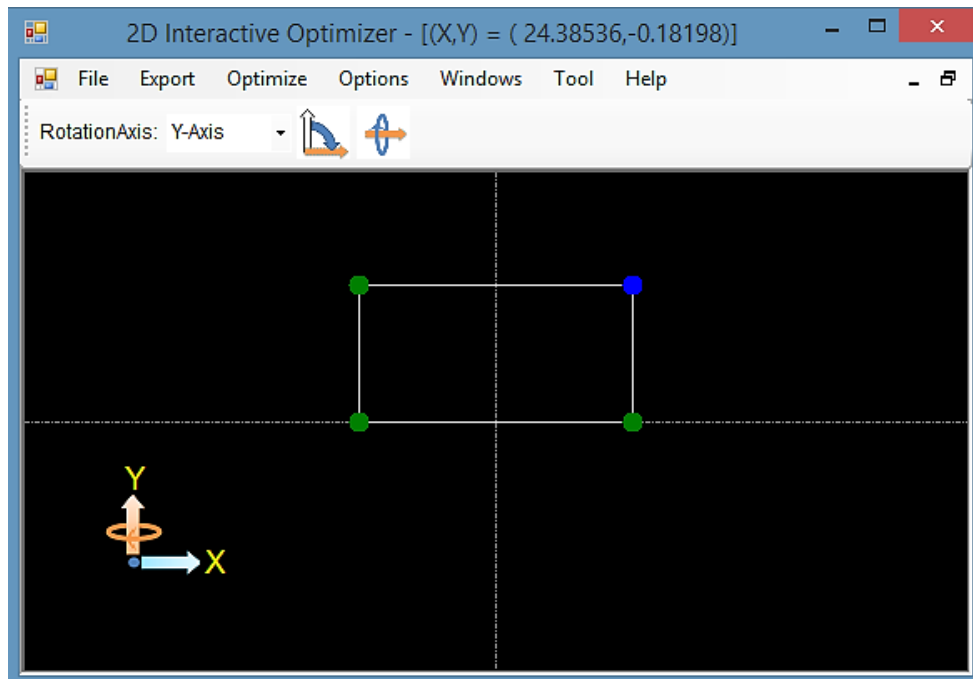 2D Interactive Optimizer - [(X,Y) = ( 24.38536,-0.18198)]
File Export Optimize Options Windows Tool Help
RotationAxis: Y-Axis
Y
X